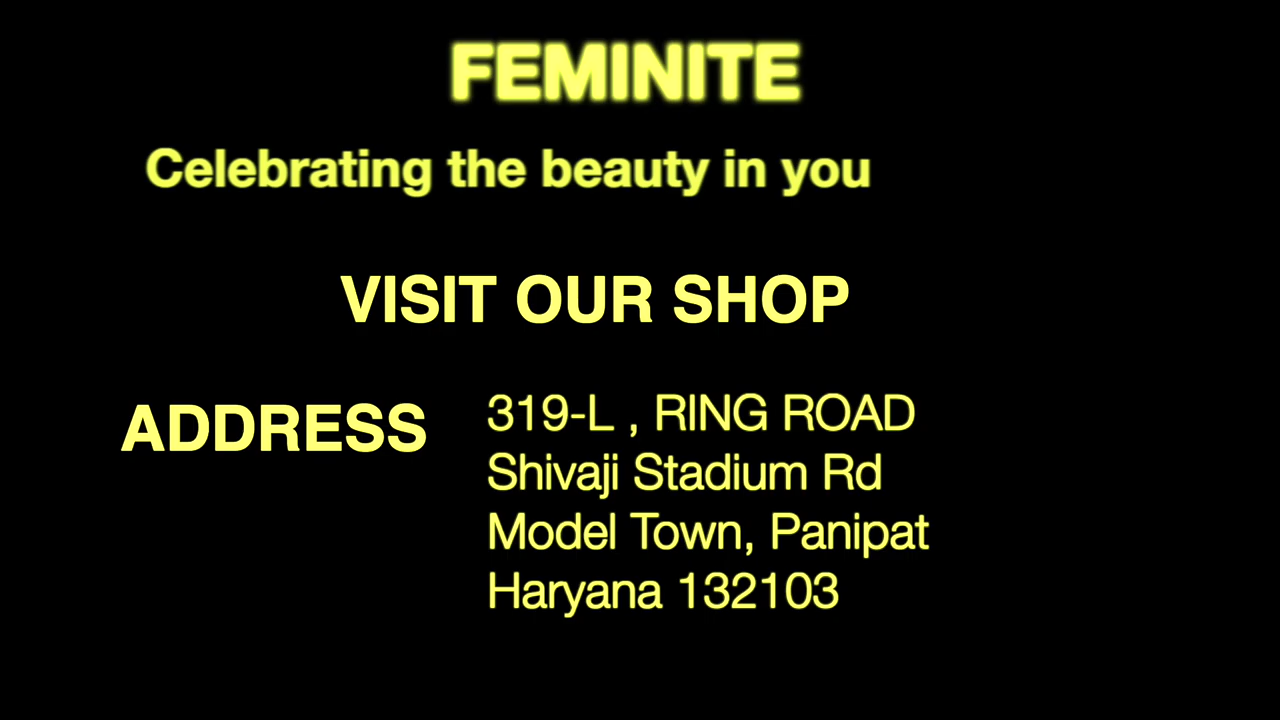 FEMINITE
Celebrating the beauty in you
VISIT OUR SHOP
ADDRESS
319-L , RING ROAD
Shivaji Stadium Rd
Model Town, Panipat
Haryana 132103